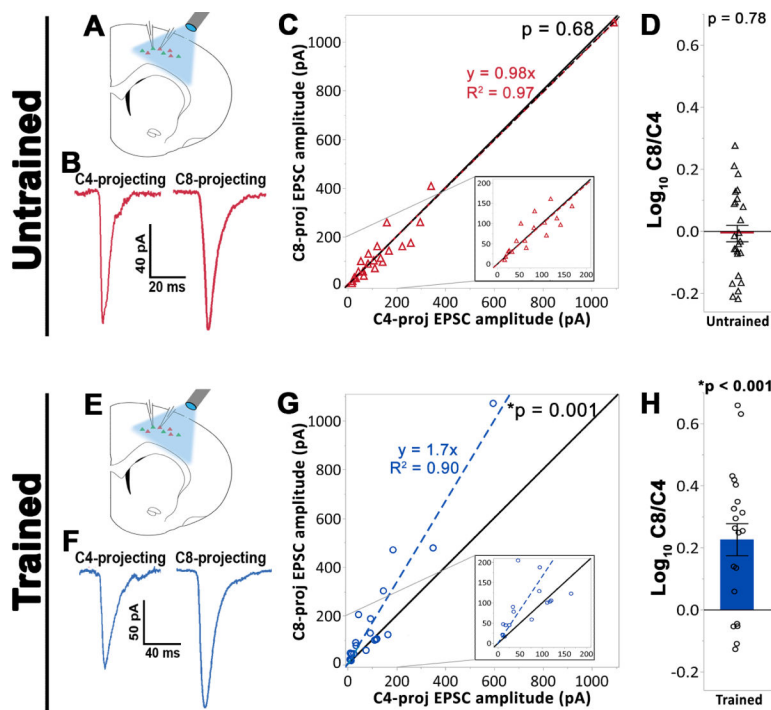 Untrained
A
B
C4-projecting C8-projecting
40 pA
20 ms
C
C8-proj EPSC amplitude (pA)
1000
800
600
400
200
0
p = 0.68
y = 0.98x
R² = 0.97
200
150
100
50
0
0 50 100 150 200
0 200 400 600 800 1000
C4-proj EPSC amplitude (pA)
D
p = 0.78
Log₁₀ C8/C4
0.6
0.4
0.2
0.0
-0.2
Untrained
Trained
E
F
C4-projecting C8-projecting
50 pA
40 ms
G
C8-proj EPSC amplitude (pA)
1000
800
600
400
200
0
*p = 0.001
y = 1.7x
R² = 0.90
200
150
100
50
0
0 50 100 150 200
0 200 400 600 800 1000
C4-proj EPSC amplitude (pA)
H
*p < 0.001
Log₁₀ C8/C4
0.6
0.4
0.2
0.0
-0.2
Trained